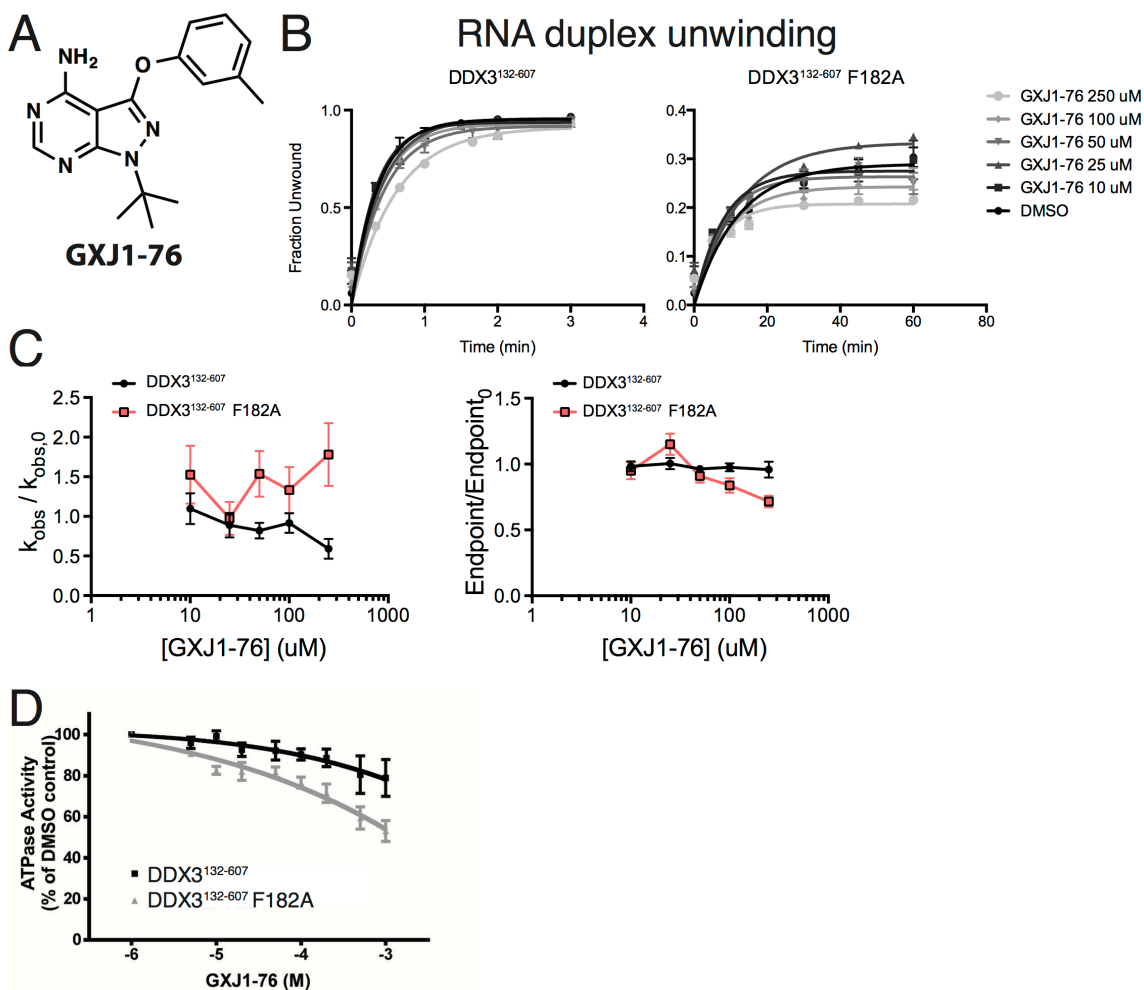 A
NH₂
O
N
N
N
N
GXJ1-76
B
RNA duplex unwinding
DDX3¹³²⁻⁶⁰⁷
Fraction Unwound
1.0
0.5
0.0
0
1
2
3
4
Time (min)
DDX3¹³²⁻⁶⁰⁷ F182A
0.4
0.3
0.2
0.1
0.0
0
20
40
60
80
Time (min)
GXJ1-76 250 uM
GXJ1-76 100 uM
GXJ1-76 50 uM
GXJ1-76 25 uM
GXJ1-76 10 uM
DMSO
C
DDX3¹³²⁻⁶⁰⁷
DDX3¹³²⁻⁶⁰⁷ F182A
k_obs / k_obs,0
2.5
2.0
1.5
1.0
0.5
0.0
1
10
100
1000
[GXJ1-76] (uM)
DDX3¹³²⁻⁶⁰⁷
DDX3¹³²⁻⁶⁰⁷ F182A
Endpoint/Endpoint₀
1.5
1.0
0.5
0.0
1
10
100
1000
[GXJ1-76] (uM)
D
ATPase Activity
(% of DMSO control)
100
80
60
40
20
0
DDX3¹³²⁻⁶⁰⁷
DDX3¹³²⁻⁶⁰⁷ F182A
-6
-5
-4
-3
GXJ1-76 (M)